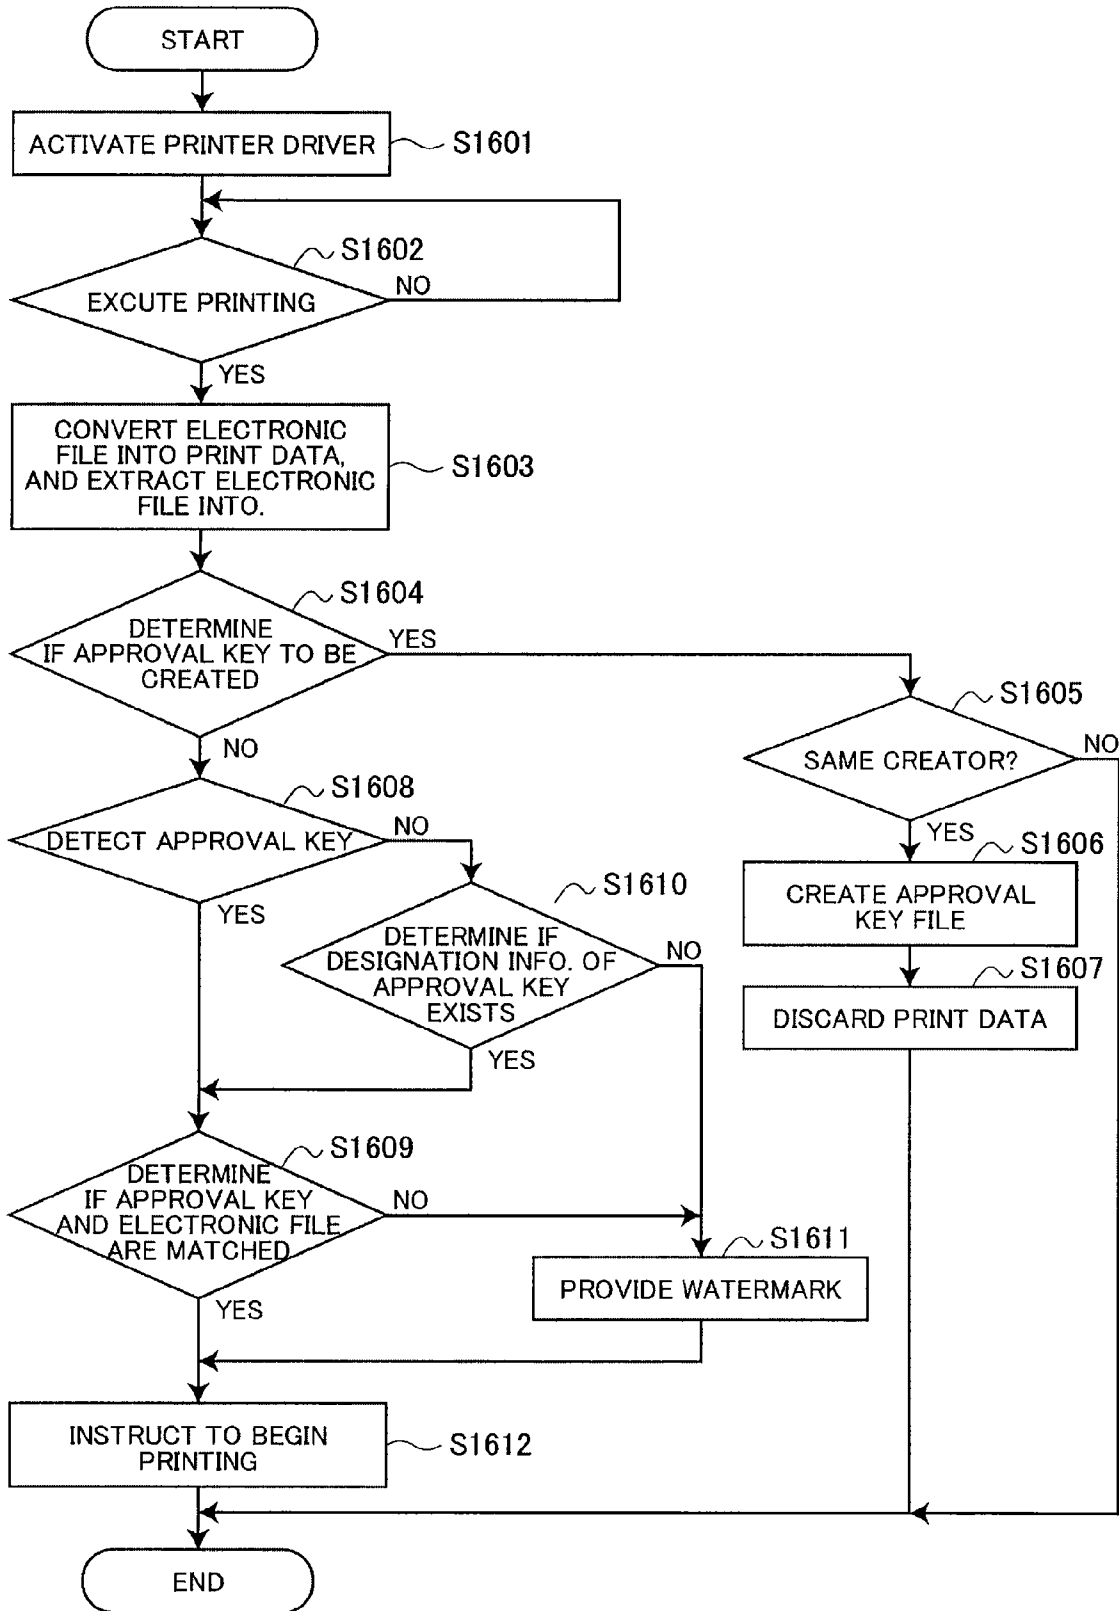 START
ACTIVATE PRINTER DRIVER
S1601
S1602
EXCUTE PRINTING
NO
YES
CONVERT ELECTRONIC
FILE INTO PRINT DATA,
AND EXTRACT ELECTRONIC
FILE INTO.
S1603
S1604
DETERMINE
IF APPROVAL KEY TO BE
CREATED
YES
NO
S1605
SAME CREATOR?
NO
YES
S1606
CREATE APPROVAL
KEY FILE
S1607
DISCARD PRINT DATA
S1608
DETECT APPROVAL KEY
NO
YES
S1610
DETERMINE IF
DESIGNATION INFO. OF
APPROVAL KEY
EXISTS
NO
YES
S1609
DETERMINE
IF APPROVAL KEY
AND ELECTRONIC FILE
ARE MATCHED
NO
YES
S1611
PROVIDE WATERMARK
INSTRUCT TO BEGIN
PRINTING
S1612
END